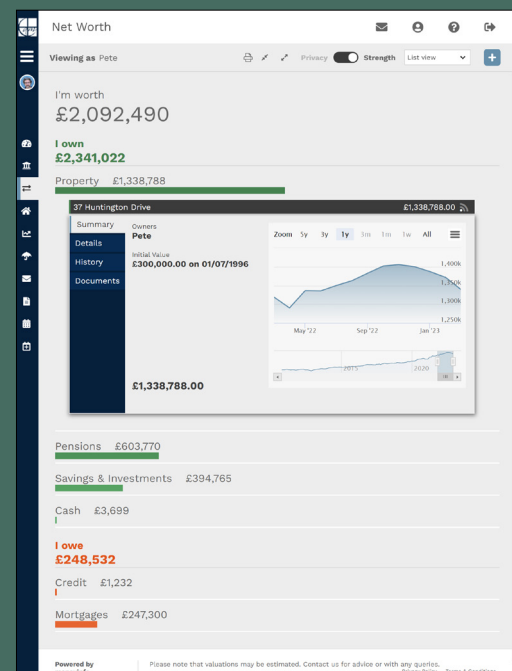 Net Worth
Viewing as Pete
Privacy Strength List view
I'm worth
£2,092,490
I own
£2,341,022
Property £1,338,788
37 Huntington Drive £1,338,788.00
Summary
Details
History
Documents
Owners
Pete
Initial Value
£300,000.00 on 01/07/1996
£1,338,788.00
Zoom 5y 3y 1y 3m 1m 1w All
1,400k
1,350k
1,300k
1,250k
May '22 Sep '22 Jan '23
2015 2020
Pensions £603,770
Savings & Investments £394,765
Cash £3,699
I owe
£248,532
Credit £1,232
Mortgages £247,300
Powered by
Please note that valuations may be estimated. Contact us for advice or with any queries.